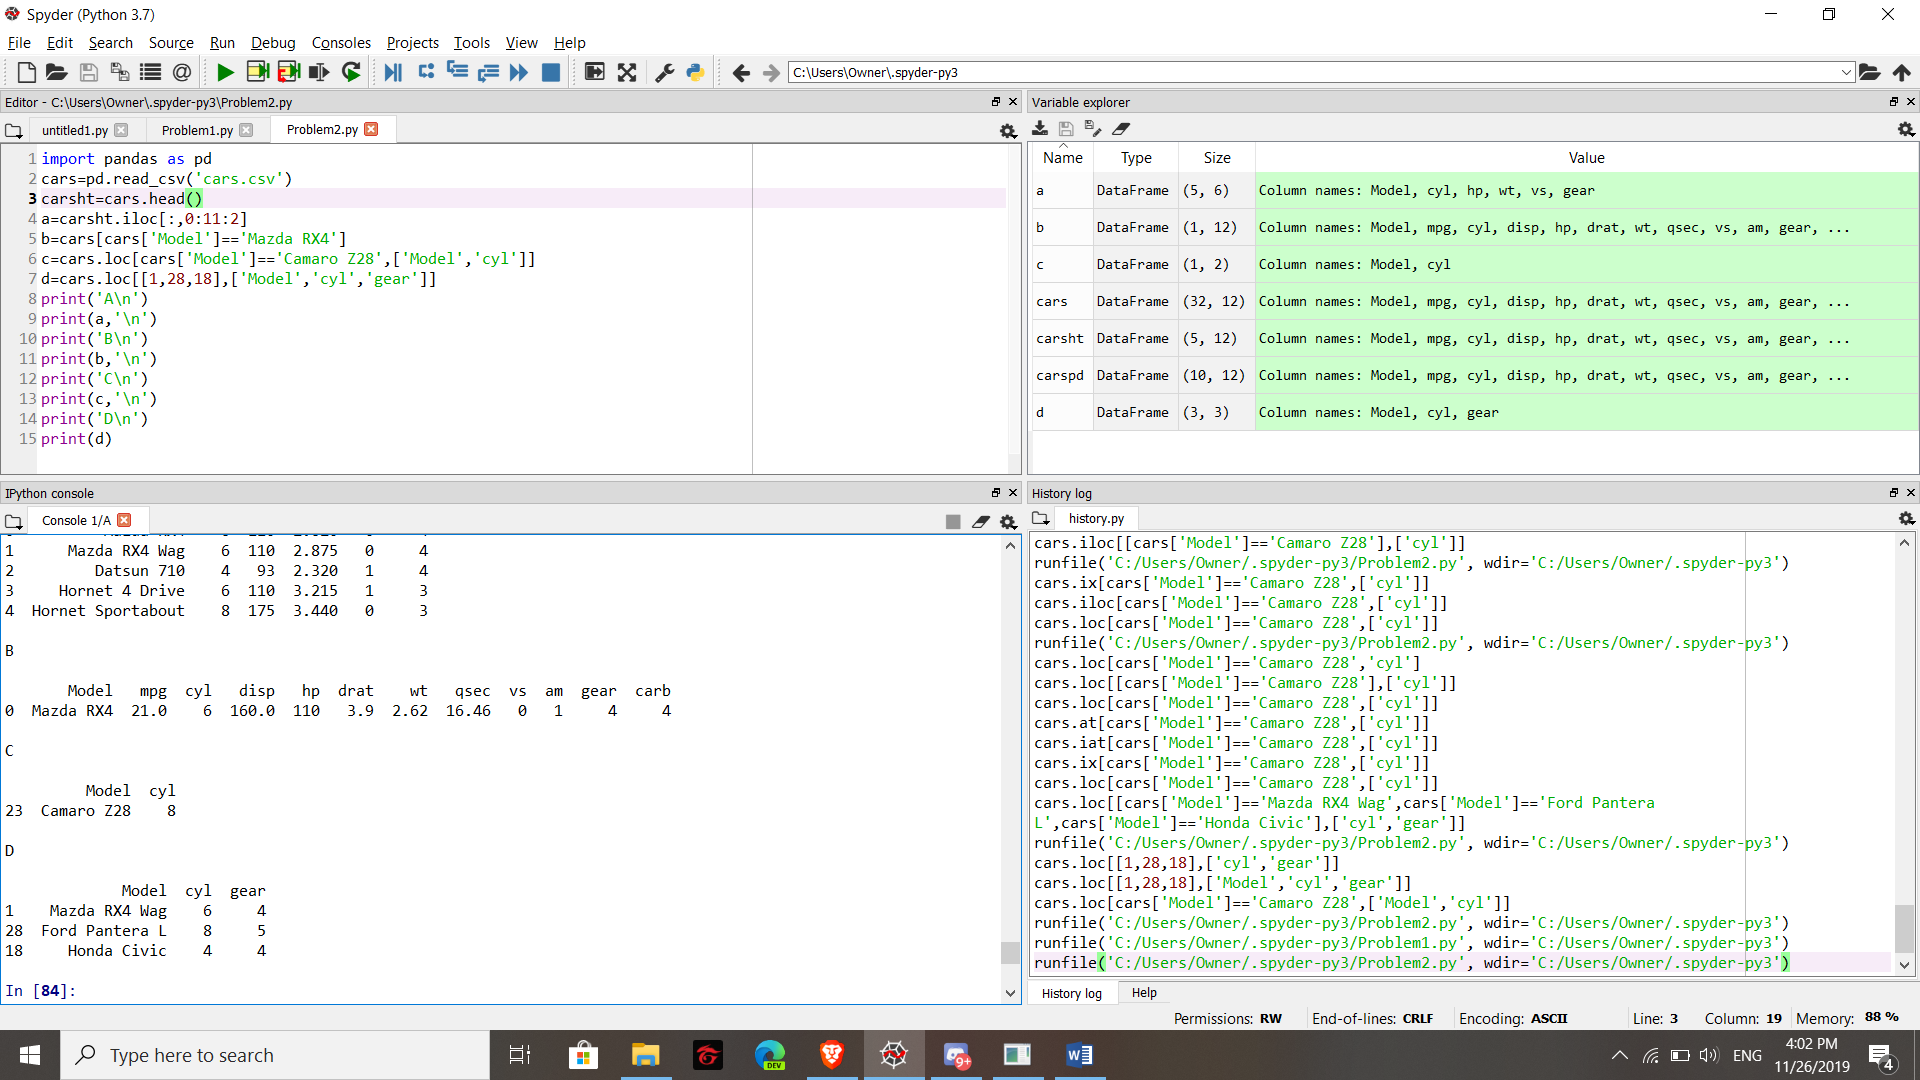 Spyder (Python 3.7)
File Edit Search Source Run Debug Consoles Projects Tools View Help
C:\Users\Owner\.spyder-py3
Editor - C:\Users\Owner\.spyder-py3\Problem2.py
untitled1.py Problem1.py Problem2.py
1 import pandas as pd
2 cars=pd.read_csv('cars.csv')
3 carsht=cars.head()
4 a=carsht.iloc[:,0:11:2]
5 b=cars[cars['Model']=='Mazda RX4']
6 c=cars.loc[cars['Model']=='Camaro Z28',['Model','cyl']]
7 d=cars.loc[[1,28,18],['Model','cyl','gear']]
8 print('A\n')
9 print(a,'\n')
10 print('B\n')
11 print(b,'\n')
12 print('C\n')
13 print(c,'\n')
14 print('D\n')
15 print(d)
Variable explorer
Name Type Size Value
a DataFrame (5, 6) Column names: Model, cyl, hp, wt, vs, gear
b DataFrame (1, 12) Column names: Model, mpg, cyl, disp, hp, drat, wt, qsec, vs, am, gear, ...
c DataFrame (1, 2) Column names: Model, cyl
cars DataFrame (32, 12) Column names: Model, mpg, cyl, disp, hp, drat, wt, qsec, vs, am, gear, ...
carsht DataFrame (5, 12) Column names: Model, mpg, cyl, disp, hp, drat, wt, qsec, vs, am, gear, ...
carspd DataFrame (10, 12) Column names: Model, mpg, cyl, disp, hp, drat, wt, qsec, vs, am, gear, ...
d DataFrame (3, 3) Column names: Model, cyl, gear
IPython console
Console 1/A
1 Mazda RX4 Wag 6 110 2.875 0 4
2 Datsun 710 4 93 2.320 1 4
3 Hornet 4 Drive 6 110 3.215 1 3
4 Hornet Sportabout 8 175 3.440 0 3
B
Model mpg cyl disp hp drat wt qsec vs am gear carb
0 Mazda RX4 21.0 6 160.0 110 3.9 2.62 16.46 0 1 4 4
C
Model cyl
23 Camaro Z28 8
D
Model cyl gear
1 Mazda RX4 Wag 6 4
28 Ford Pantera L 8 5
18 Honda Civic 4 4
In [84]:
History log
history.py
cars.iloc[[cars['Model']=='Camaro Z28'],['cyl']]
runfile('C:/Users/Owner/.spyder-py3/Problem2.py', wdir='C:/Users/Owner/.spyder-py3')
cars.ix[cars['Model']=='Camaro Z28',['cyl']]
cars.iloc[cars['Model']=='Camaro Z28',['cyl']]
cars.loc[cars['Model']=='Camaro Z28',['cyl']]
runfile('C:/Users/Owner/.spyder-py3/Problem2.py', wdir='C:/Users/Owner/.spyder-py3')
cars.loc[cars['Model']=='Camaro Z28','cyl']
cars.loc[[cars['Model']=='Camaro Z28'],['cyl']]
cars.loc[cars['Model']=='Camaro Z28',['cyl']]
cars.at[cars['Model']=='Camaro Z28',['cyl']]
cars.iat[cars['Model']=='Camaro Z28',['cyl']]
cars.ix[cars['Model']=='Camaro Z28',['cyl']]
cars.loc[cars['Model']=='Camaro Z28',['cyl']]
cars.loc[[cars['Model']=='Mazda RX4 Wag',cars['Model']=='Ford Pantera
L',cars['Model']=='Honda Civic'],['cyl','gear']]
runfile('C:/Users/Owner/.spyder-py3/Problem2.py', wdir='C:/Users/Owner/.spyder-py3')
cars.loc[[1,28,18],['cyl','gear']]
cars.loc[[1,28,18],['Model','cyl','gear']]
cars.loc[cars['Model']=='Camaro Z28',['Model','cyl']]
runfile('C:/Users/Owner/.spyder-py3/Problem2.py', wdir='C:/Users/Owner/.spyder-py3')
runfile('C:/Users/Owner/.spyder-py3/Problem1.py', wdir='C:/Users/Owner/.spyder-py3')
runfile('C:/Users/Owner/.spyder-py3/Problem2.py', wdir='C:/Users/Owner/.spyder-py3')
History log Help
Permissions: RW End-of-lines: CRLF Encoding: ASCII Line: 3 Column: 19 Memory: 88 %
Type here to search
DEV
9+
ENG
4:02 PM
11/26/2019
4